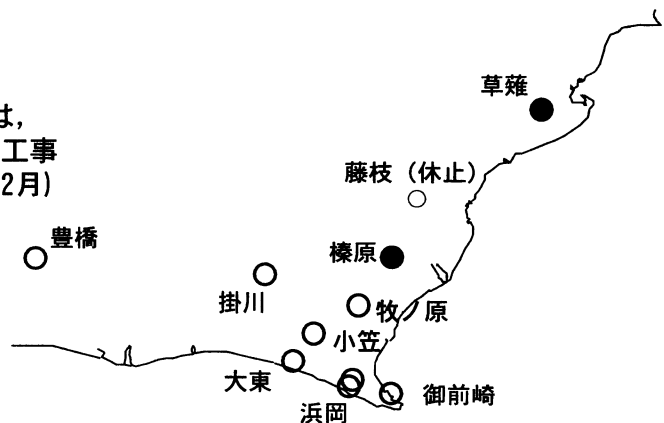 は,
工事
2月)
草薙
藤枝（休止）
豊橋
榛原
掛川
牧ノ原
小笠
大東
浜岡
御前崎